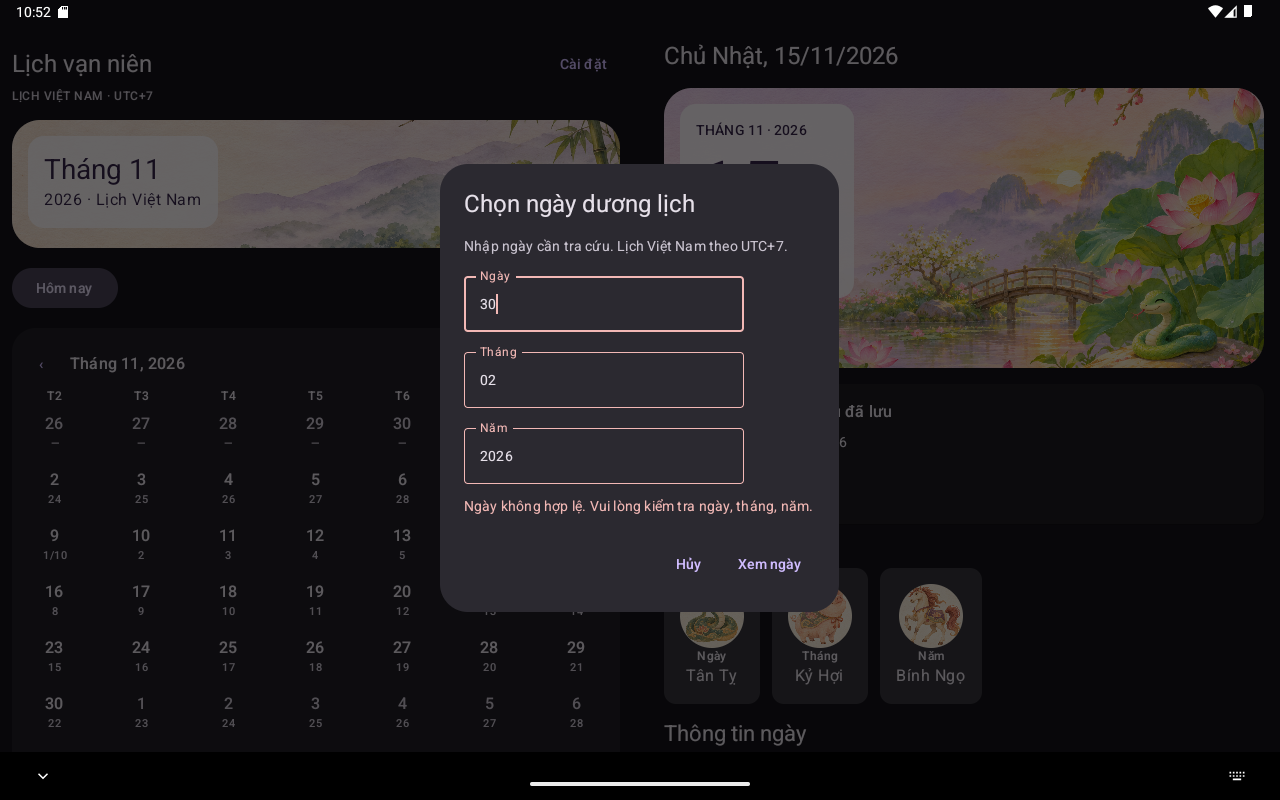 10:52
Lịch vạn niên
Cài đặt
LỊCH VIỆT NAM · UTC+7
Tháng 11
2026 · Lịch Việt Nam
Hôm nay
‹ Tháng 11, 2026
T2 T3 T4 T5 T6
26 27 28 29 30
– – – – –
2 3 4 5 6
24 25 26 27 28
9 10 11 12 13
1/10 2 3 4 5
16 17 18 19 20
8 9 10 11 12 13 14
23 24 25 26 27 28 29
15 16 17 18 19 20 21
30 1 2 3 4 5 6
22 23 24 25 26 27 28
Chủ Nhật, 15/11/2026
THÁNG 11 · 2026
đã lưu
6
Ngày
Tân Tỵ
Tháng
Kỷ Hợi
Năm
Bính Ngọ
Thông tin ngày
Chọn ngày dương lịch
Nhập ngày cần tra cứu. Lịch Việt Nam theo UTC+7.
Ngày
30
Tháng
02
Năm
2026
Ngày không hợp lệ. Vui lòng kiểm tra ngày, tháng, năm.
Hủy
Xem ngày